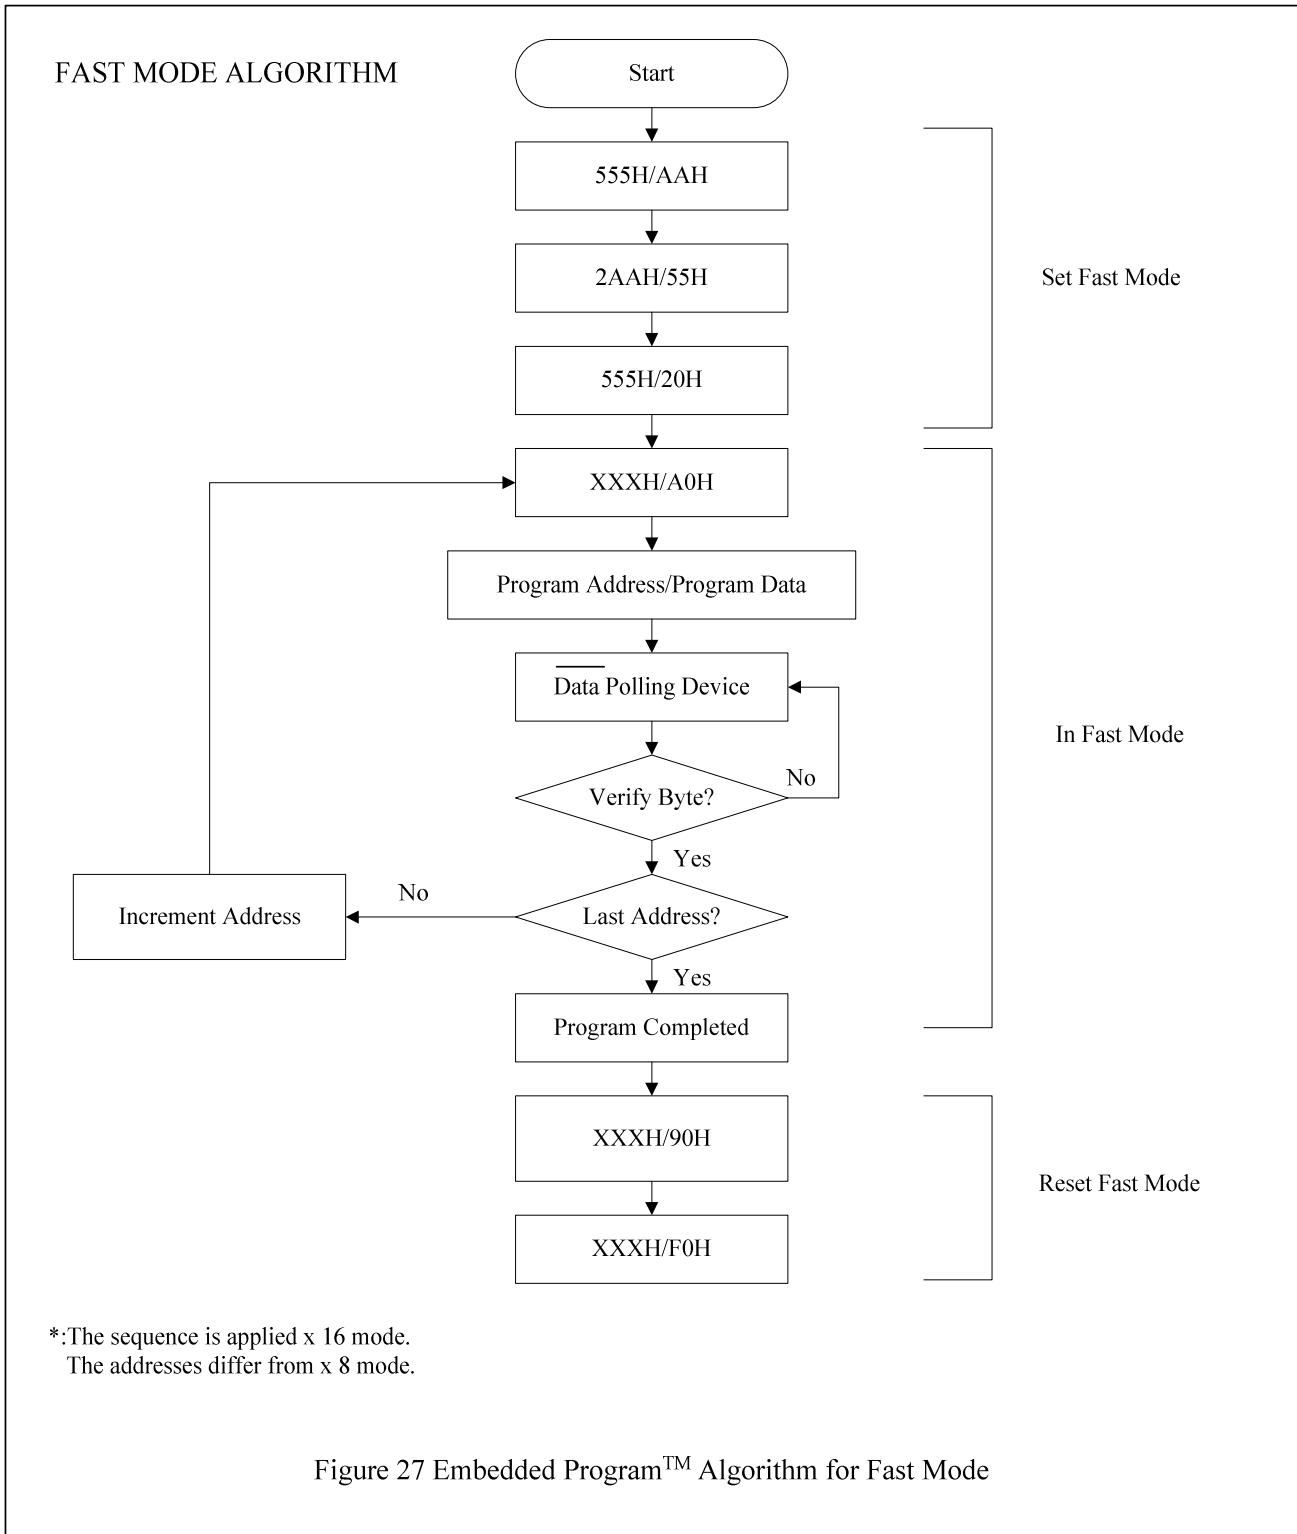 FAST MODE ALGORITHM
Start
555H/AAH
2AAH/55H
Set Fast Mode
555H/20H
XXXH/A0H
Program Address/Program Data
Data Polling Device
In Fast Mode
Verify Byte?
No
Yes
Last Address?
No
Increment Address
Yes
Program Completed
XXXH/90H
Reset Fast Mode
XXXH/F0H
*:The sequence is applied x 16 mode.
The addresses differ from x 8 mode.
Figure 27 Embedded Program™ Algorithm for Fast Mode